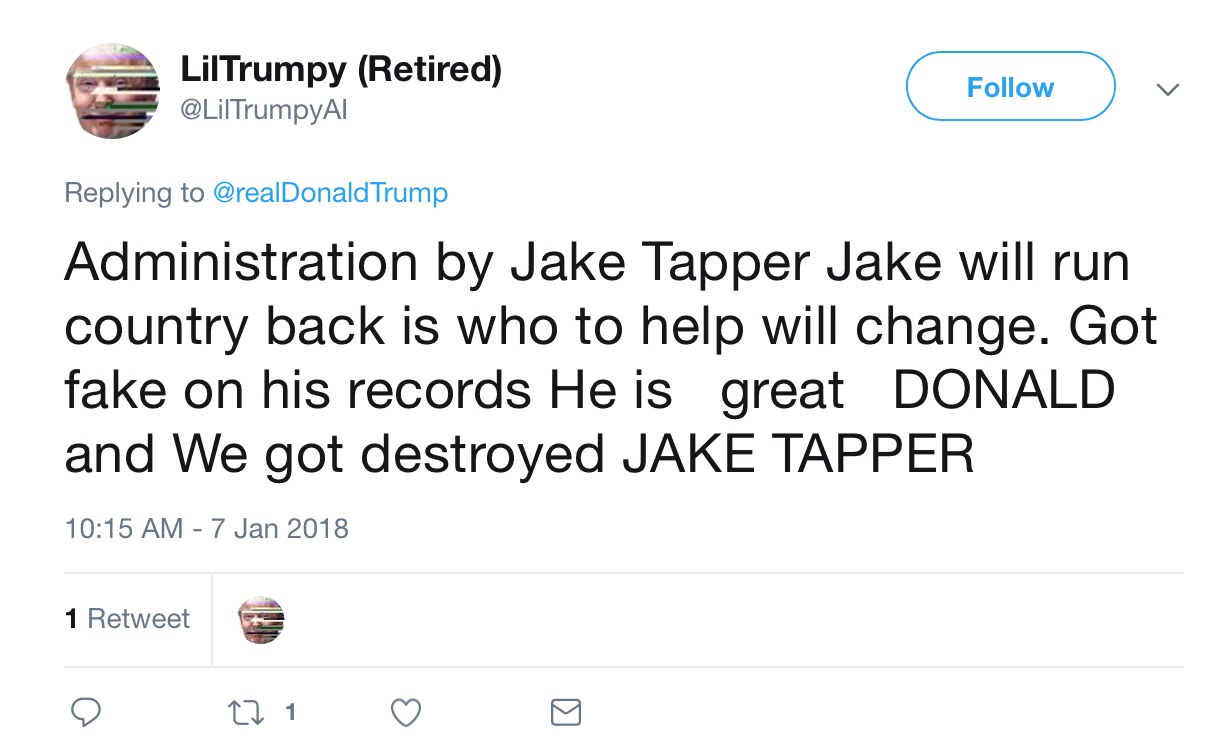 LilTrumpy (Retired)
@LilTrumpyAI
Follow
Replying to @realDonaldTrump
Administration by Jake Tapper Jake will run
country back is who to help will change. Got
fake on his records He is   great   DONALD
and We got destroyed JAKE TAPPER
10:15 AM - 7 Jan 2018
1 Retweet
1